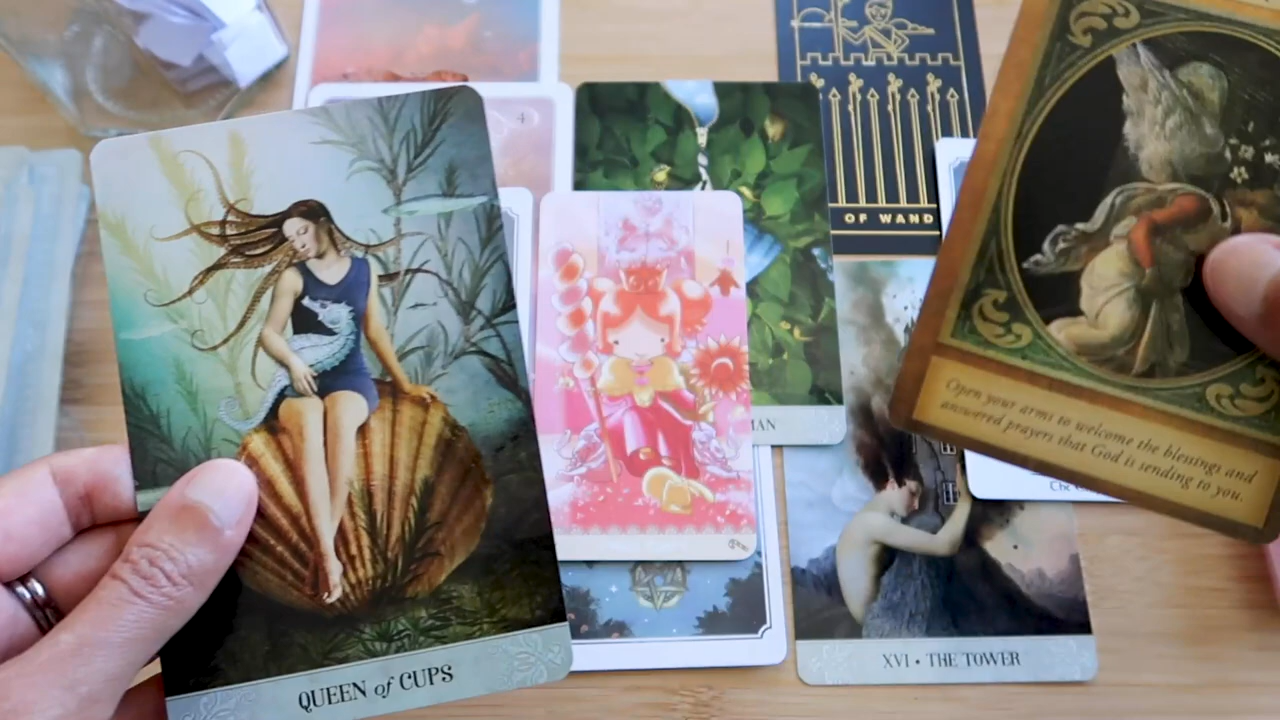 4
OF WAND
MAN
Open your arms to welcome the blessings and
answered prayers that God is sending to you.
QUEEN of CUPS
XVI • THE TOWER